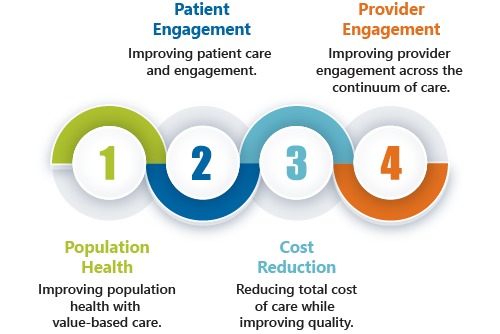 Patient
Engagement
Improving patient care
and engagement.
Provider
Engagement
Improving provider
engagement across the
continuum of care.
1
2
3
4
Population
Health
Improving population
health with
value-based care.
Cost
Reduction
Reducing total cost
of care while
improving quality.